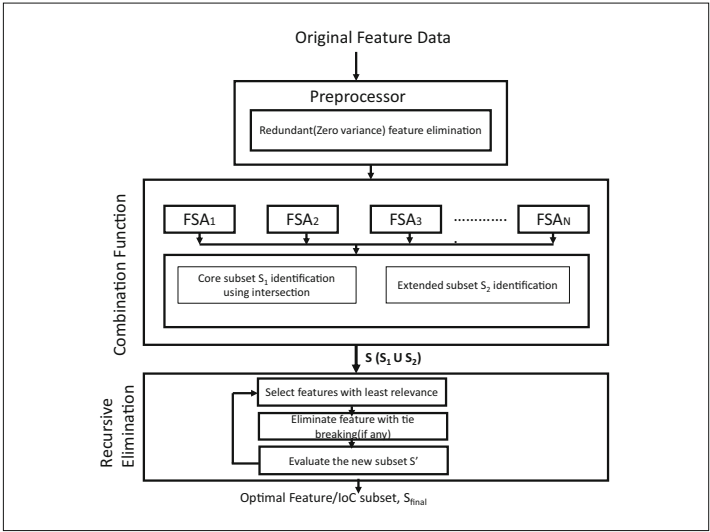 Original Feature Data
Preprocessor
Redundant(Zero variance) feature elimination
Combination Function
FSA1
FSA2
FSA3
.............
FSAN
.
Core subset S1 identification
using intersection
Extended subset S2 identification
S (S1 U S2)
Recursive
Elimination
Select features with least relevance
Eliminate feature with tie
breaking(if any)
Evaluate the new subset S'
Optimal Feature/IoC subset, Sfinal